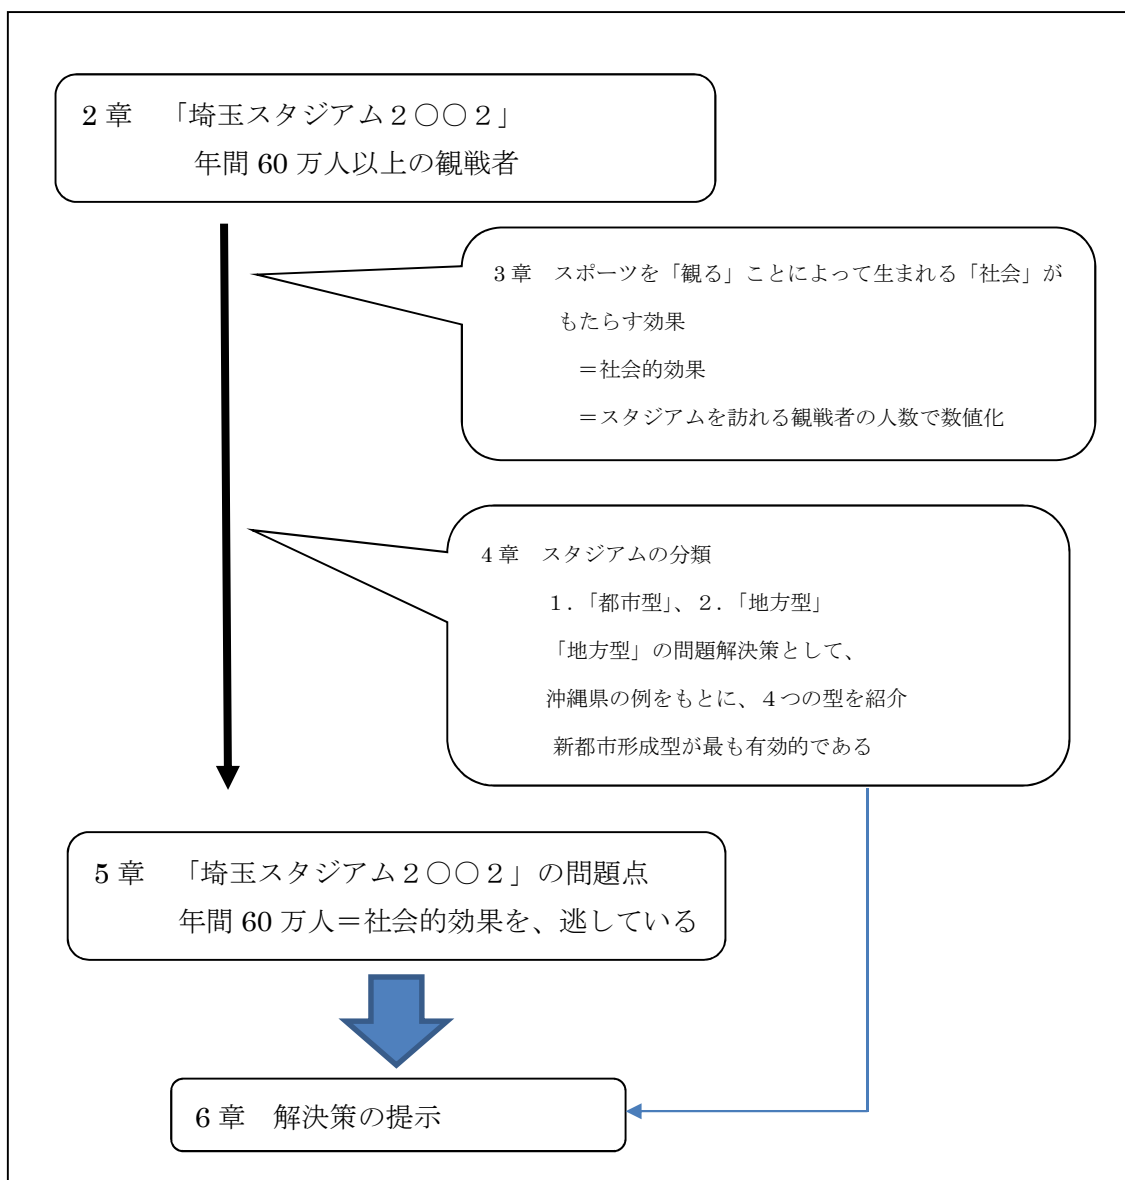 2 章　「埼玉スタジアム２○○２」
年間 60 万人以上の観戦者
3 章　スポーツを「観る」ことによって生まれる「社会」が
もたらす効果
＝社会的効果
＝スタジアムを訪れる観戦者の人数で数値化
4 章　スタジアムの分類
１.「都市型」、２.「地方型」
「地方型」の問題解決策として、
沖縄県の例をもとに、４つの型を紹介
新都市形成型が最も有効的である
5 章　「埼玉スタジアム２○○２」の問題点
年間 60 万人＝社会的効果を、逃している
6 章　解決策の提示